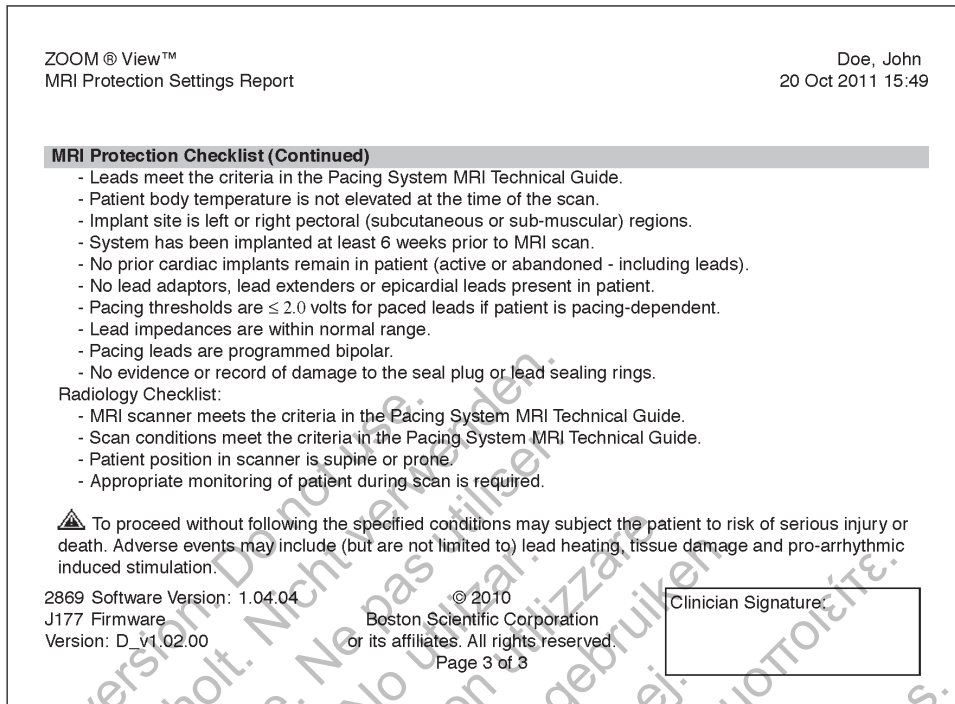 ZOOM ® View™
Doe, John
MRI Protection Settings Report
20 Oct 2011 15:49
MRI Protection Checklist (Continued)
- Leads meet the criteria in the Pacing System MRI Technical Guide.
- Patient body temperature is not elevated at the time of the scan.
- Implant site is left or right pectoral (subcutaneous or sub-muscular) regions.
- System has been implanted at least 6 weeks prior to MRI scan.
- No prior cardiac implants remain in patient (active or abandoned - including leads).
- No lead adaptors, lead extenders or epicardial leads present in patient.
- Pacing thresholds are ≤ 2.0 volts for paced leads if patient is pacing-dependent.
- Lead impedances are within normal range.
- Pacing leads are programmed bipolar.
- No evidence or record of damage to the seal plug or lead sealing rings.
Radiology Checklist:
- MRI scanner meets the criteria in the Pacing System MRI Technical Guide.
- Scan conditions meet the criteria in the Pacing System MRI Technical Guide.
- Patient position in scanner is supine or prone.
- Appropriate monitoring of patient during scan is required.
To proceed without following the specified conditions may subject the patient to risk of serious injury or
death. Adverse events may include (but are not limited to) lead heating, tissue damage and pro-arrhythmic
induced stimulation.
2869 Software Version: 1.04.04
J177 Firmware
Version: D_v1.02.00
© 2010
Boston Scientific Corporation
or its affiliates. All rights reserved.
Page 3 of 3
Clinician Signature:
Do not use.
Nicht verwenden.
Ne pas utiliser.
No utilizar.
utilizzare
gebruiken